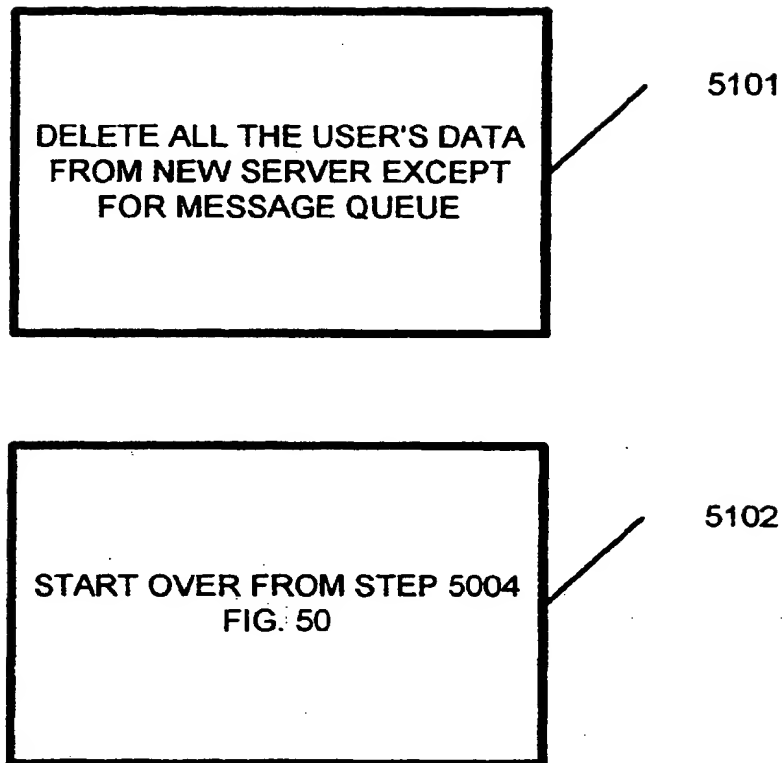 5101
DELETE ALL THE USER'S DATA
FROM NEW SERVER EXCEPT
FOR MESSAGE QUEUE
5102
START OVER FROM STEP 5004
FIG. 50